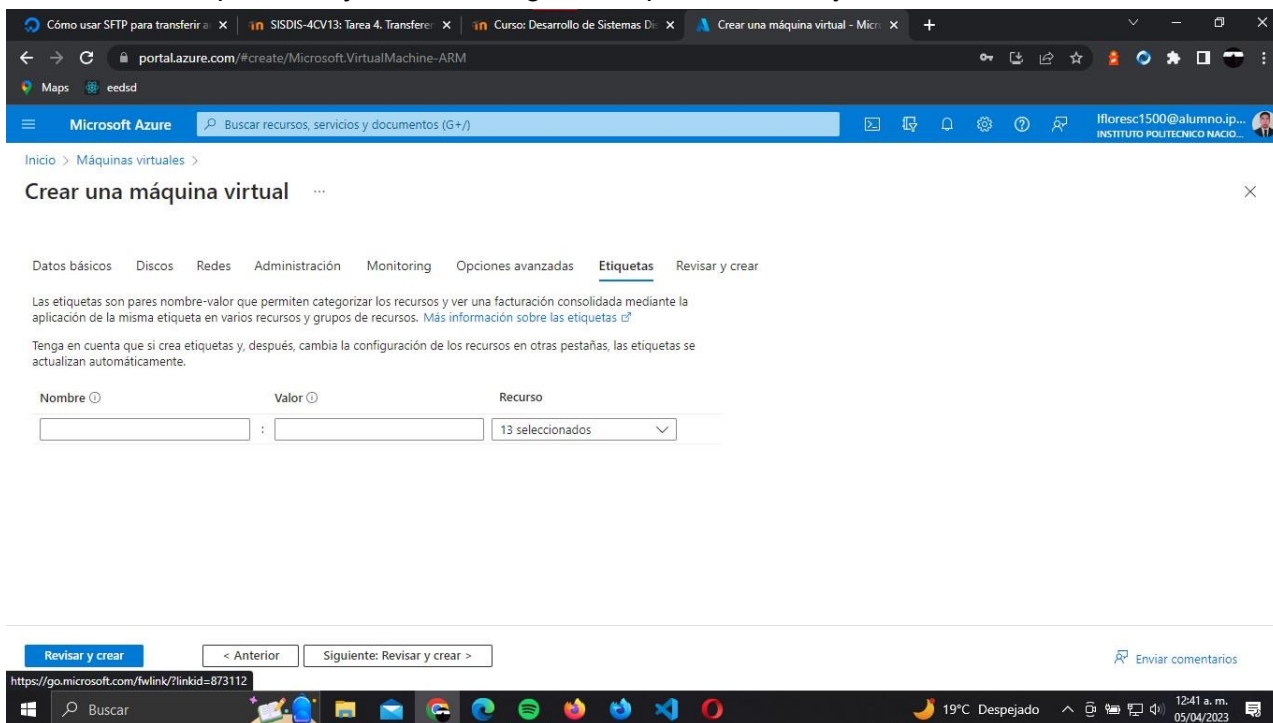 Cómo usar SFTP para transferir a
SISDIS-4CV13: Tarea 4. Transferer
Curso: Desarrollo de Sistemas Di
Crear una máquina virtual - Micro
portal.azure.com/#create/Microsoft.VirtualMachine-ARM
Maps
eedsd
Microsoft Azure
Buscar recursos, servicios y documentos (G+/)
lfloresc1500@alumno.ip...
INSTITUTO POLITECNICO NACIO...
Inicio > Máquinas virtuales >
Crear una máquina virtual ...
Datos básicos Discos Redes Administración Monitoring Opciones avanzadas Etiquetas Revisar y crear
Las etiquetas son pares nombre-valor que permiten categorizar los recursos y ver una facturación consolidada mediante la
aplicación de la misma etiqueta en varios recursos y grupos de recursos. Más información sobre las etiquetas
Tenga en cuenta que si crea etiquetas y, después, cambia la configuración de los recursos en otras pestañas, las etiquetas se
actualizan automáticamente.
Nombre Valor Recurso
: 13 seleccionados
Revisar y crear < Anterior Siguiente: Revisar y crear > Enviar comentarios
https://go.microsoft.com/fwlink/?linkid=873112
Buscar
19°C Despejado
12:41 a. m.
05/04/2023